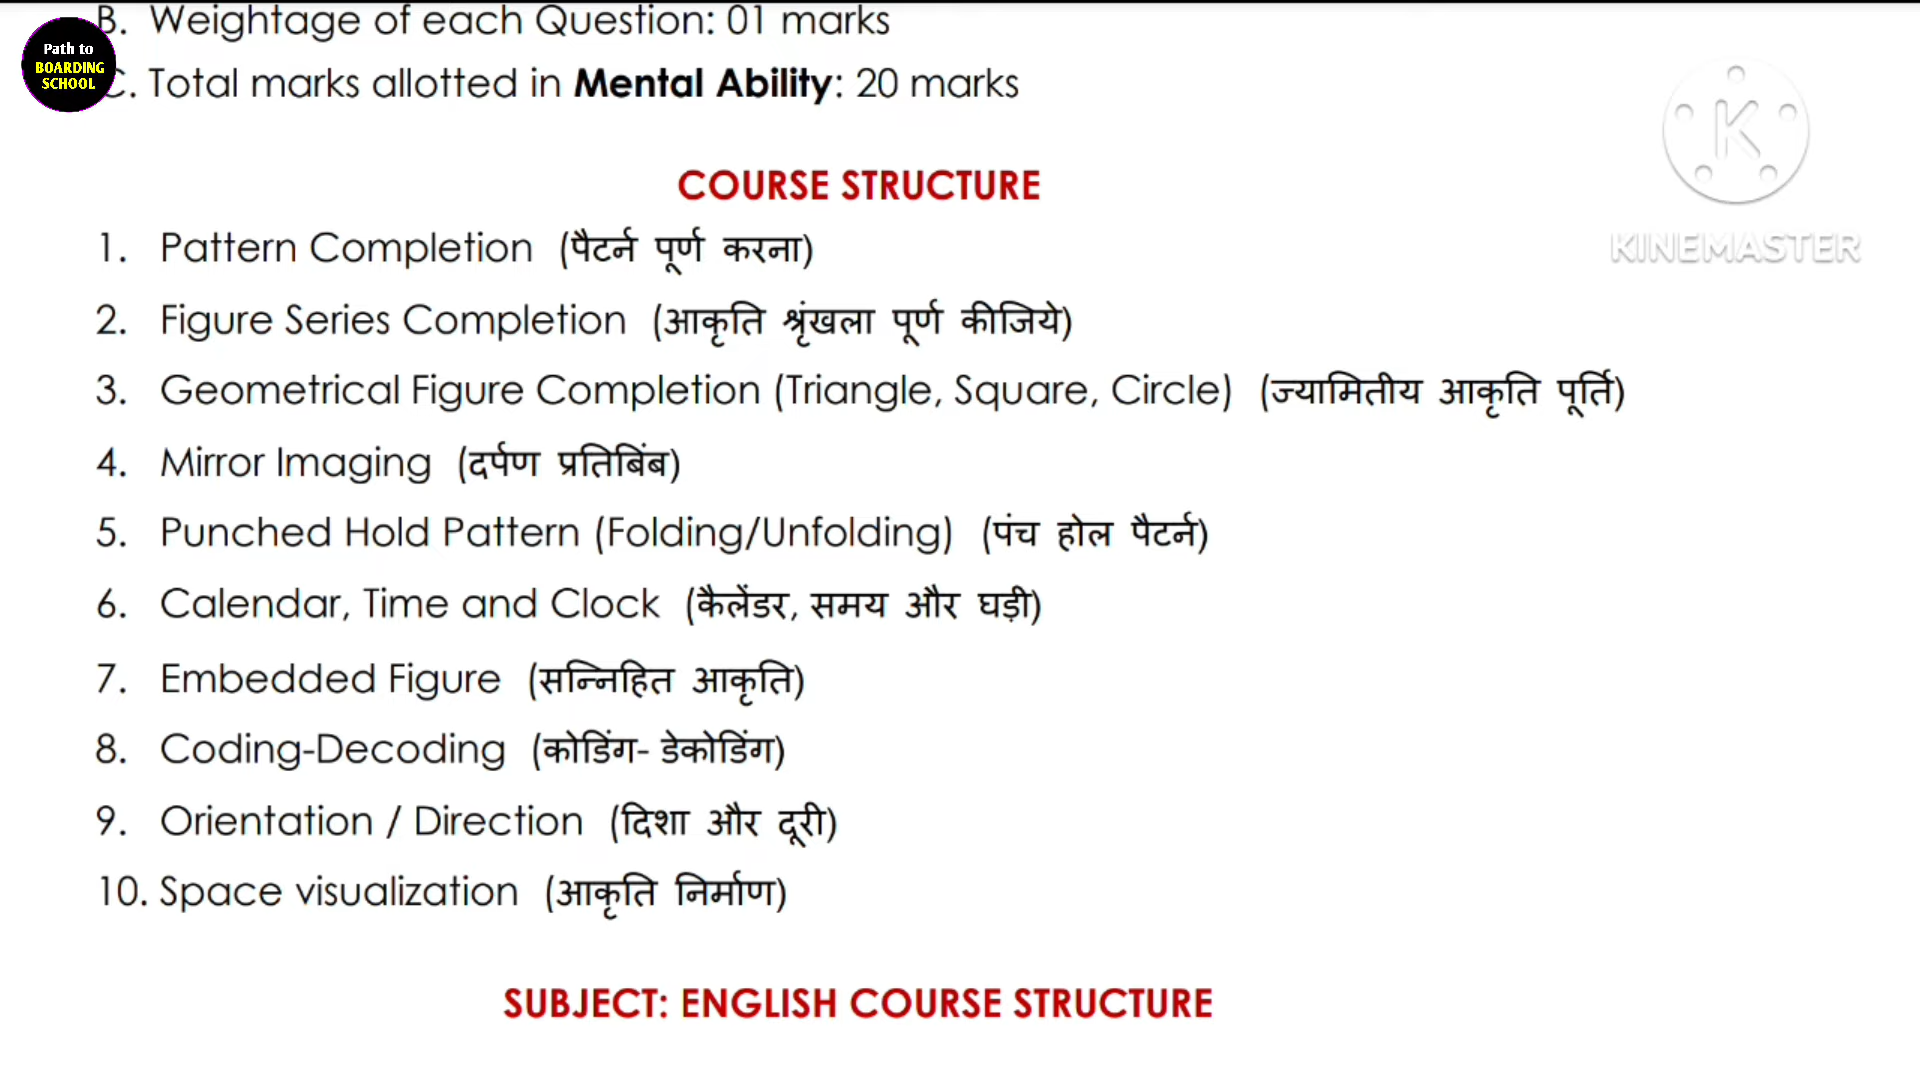 B. Weightage of each Question: 01 marks
Path to
BOARDING
SCHOOL
C. Total marks allotted in Mental Ability: 20 marks
K
KINEMASTER
COURSE STRUCTURE
1. Pattern Completion (पैटर्न पूर्ण करना)
2. Figure Series Completion (आकृति श्रृंखला पूर्ण कीजिये)
3. Geometrical Figure Completion (Triangle, Square, Circle) (ज्यामितीय आकृति पूर्ति)
4. Mirror Imaging (दर्पण प्रतिबिंब)
5. Punched Hold Pattern (Folding/Unfolding) (पंच होल पैटर्न)
6. Calendar, Time and Clock (कैलेंडर, समय और घड़ी)
7. Embedded Figure (सन्निहित आकृति)
8. Coding-Decoding (कोडिंग- डेकोडिंग)
9. Orientation / Direction (दिशा और दूरी)
10. Space visualization (आकृति निर्माण)
SUBJECT: ENGLISH COURSE STRUCTURE